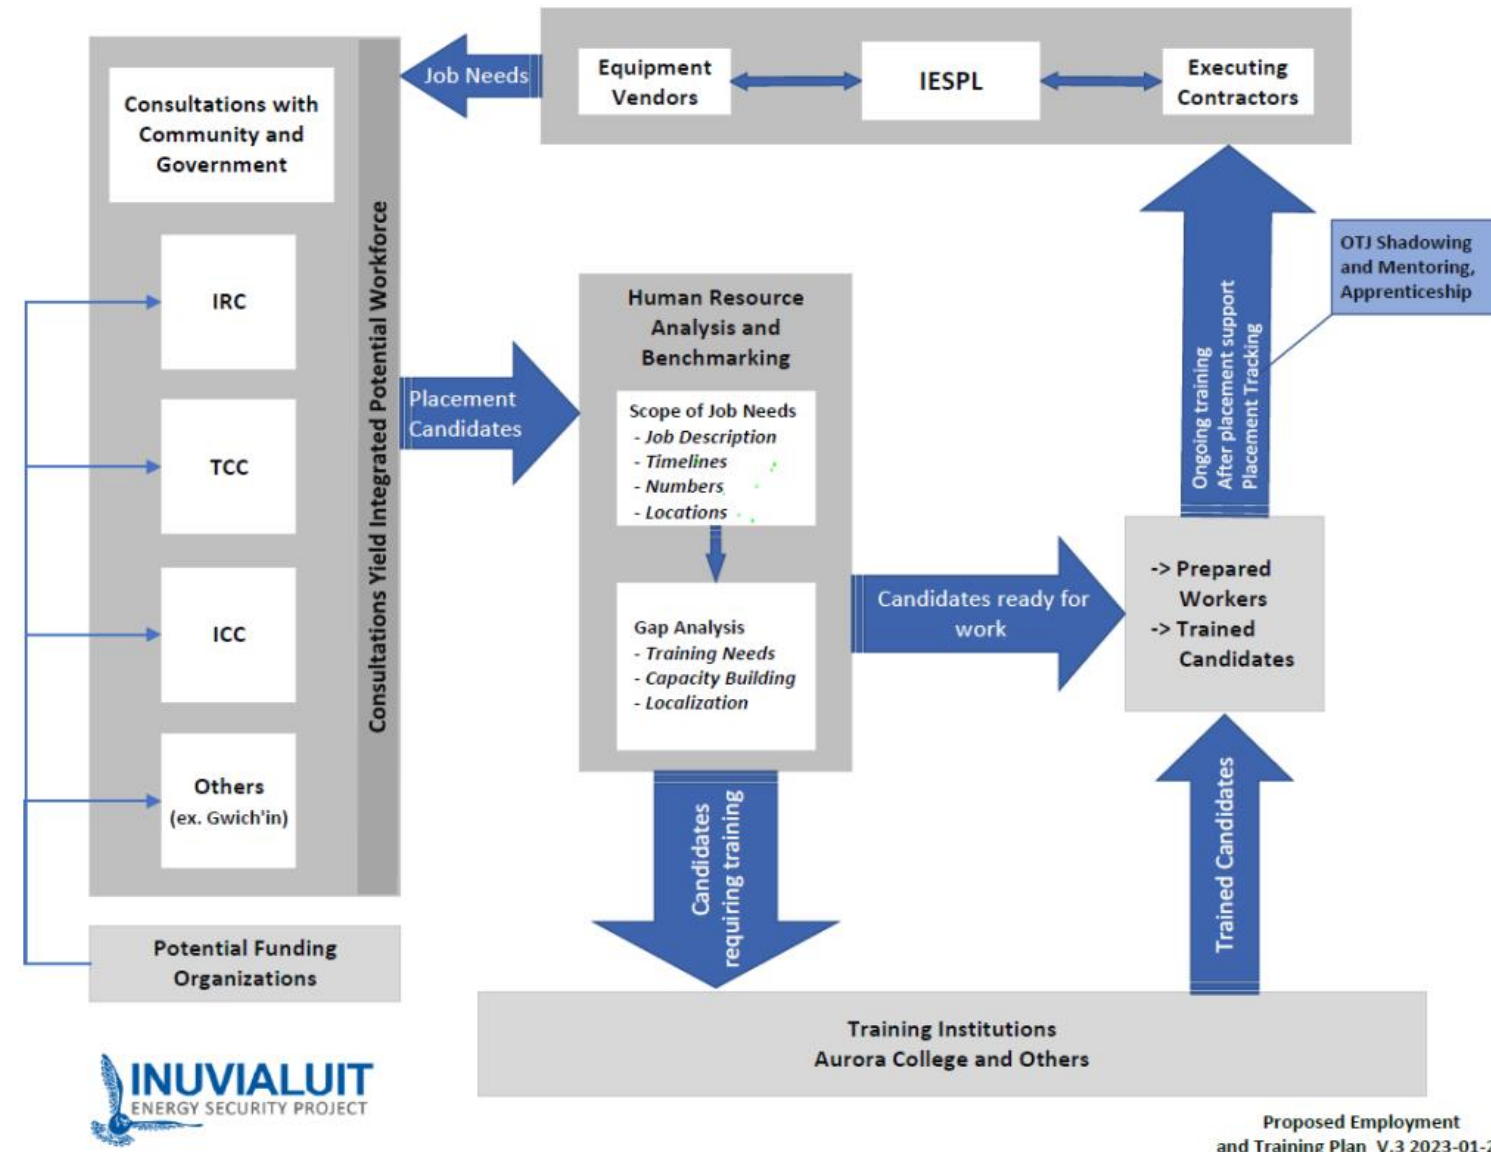 Job Needs
Equipment
Vendors
IESPL
Executing
Contractors
Consultations with
Community and
Government
IRC
TCC
ICC
Others
(ex. Gwich'in)
Consultations Yield Integrated Potential Workforce
Potential Funding
Organizations
Placement
Candidates
Human Resource
Analysis and
Benchmarking
Scope of Job Needs
- Job Description
- Timelines
- Numbers
- Locations
Gap Analysis
- Training Needs
- Capacity Building
- Localization
Candidates ready for
work
-> Prepared
Workers
-> Trained
Candidates
Ongoing training
After placement support
Placement Tracking
OTJ Shadowing
and Mentoring,
Apprenticeship
Candidates
requiring training
Trained Candidates
Training Institutions
Aurora College and Others
INUVIALUIT
ENERGY SECURITY PROJECT
Proposed Employment
and Training Plan V.3 2023-01-2